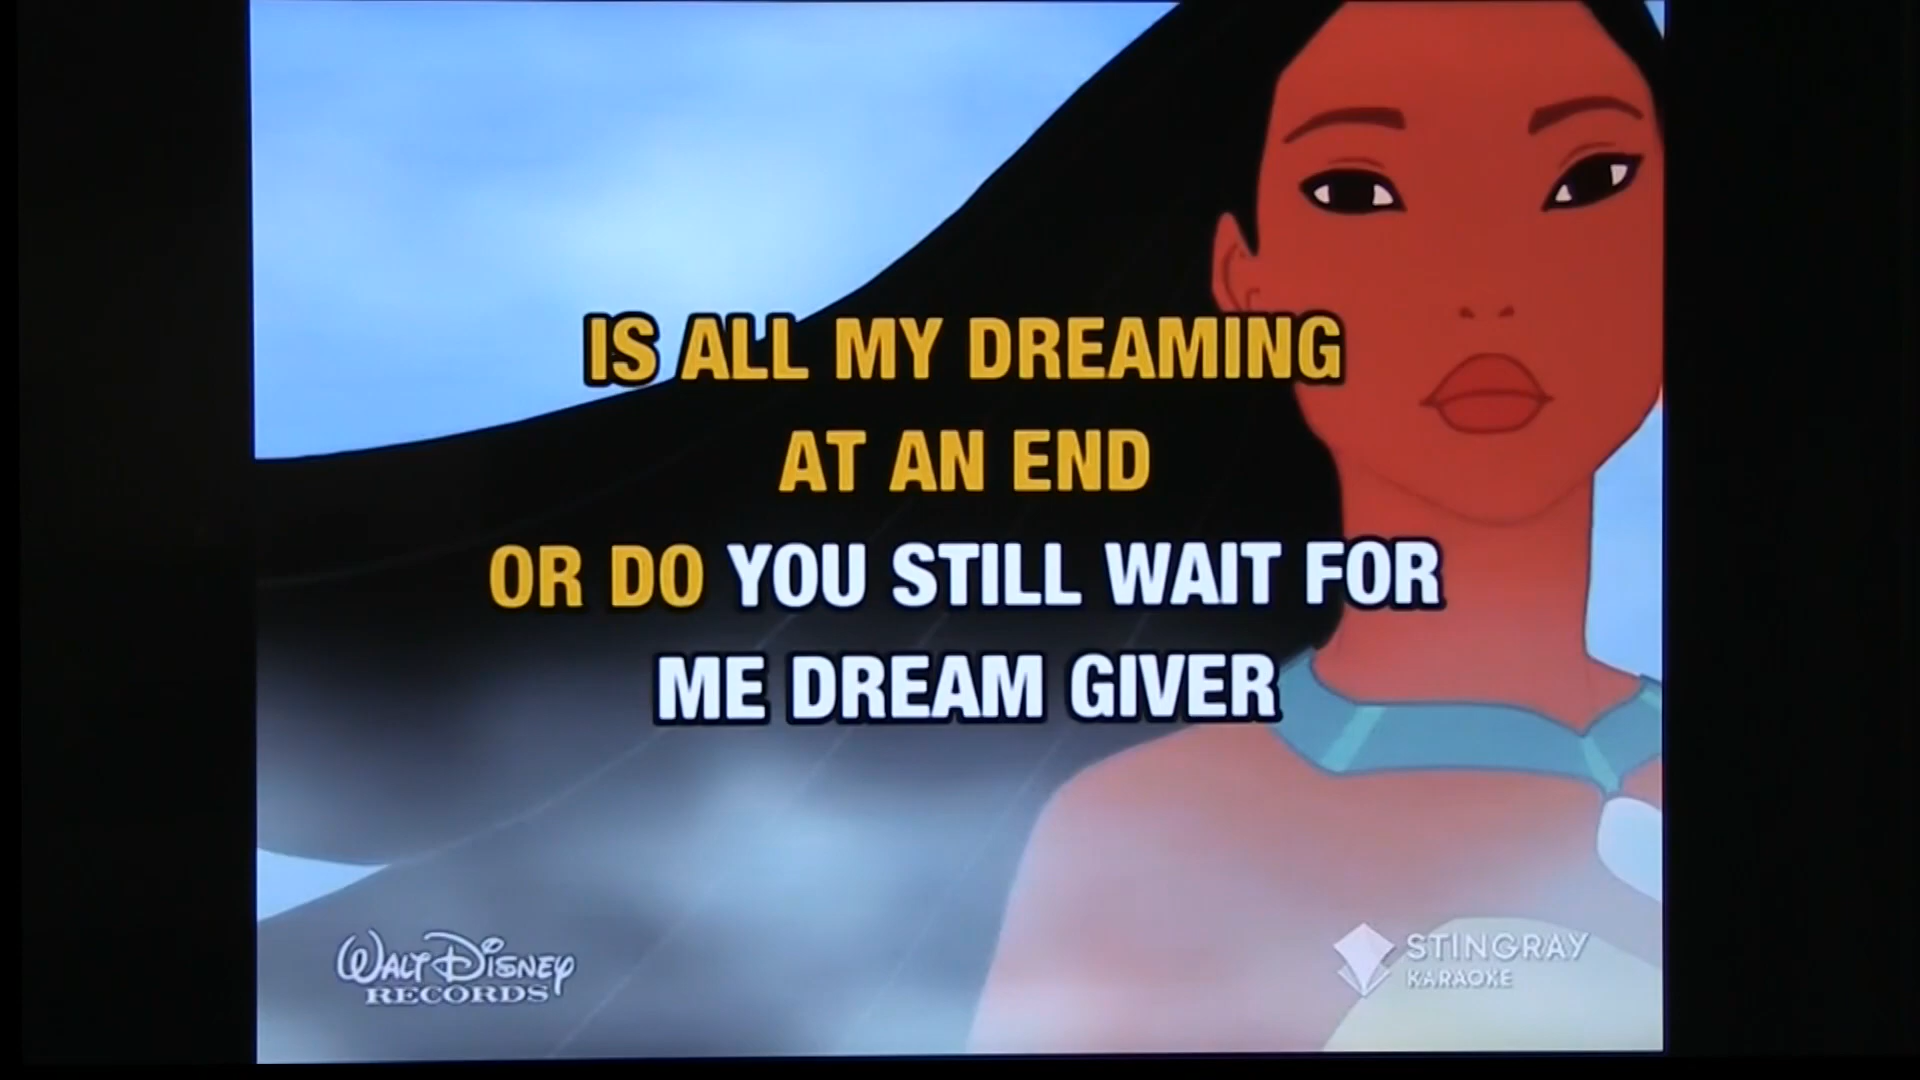 IS ALL MY DREAMING
AT AN END
OR DO YOU STILL WAIT FOR
ME DREAM GIVER
WALT DISNEY
RECORDS
STINGRAY
KARAOKE